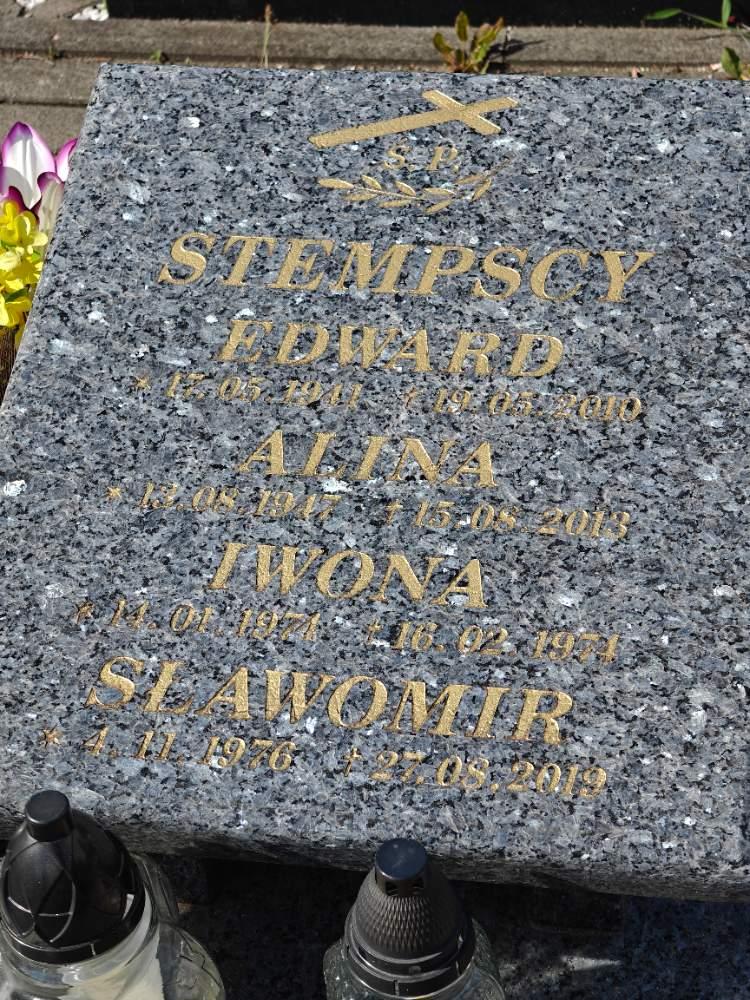 Ś. P.
STEMPSCY
EDWARD
* 17.05.1941 † 19.05.2010
ALINA
* 13.08.1947 † 15.08.2013
IWONA
* 14.01.1974 † 16.02.1974
SŁAWOMIR
* 4.11.1976 † 27.08.2019